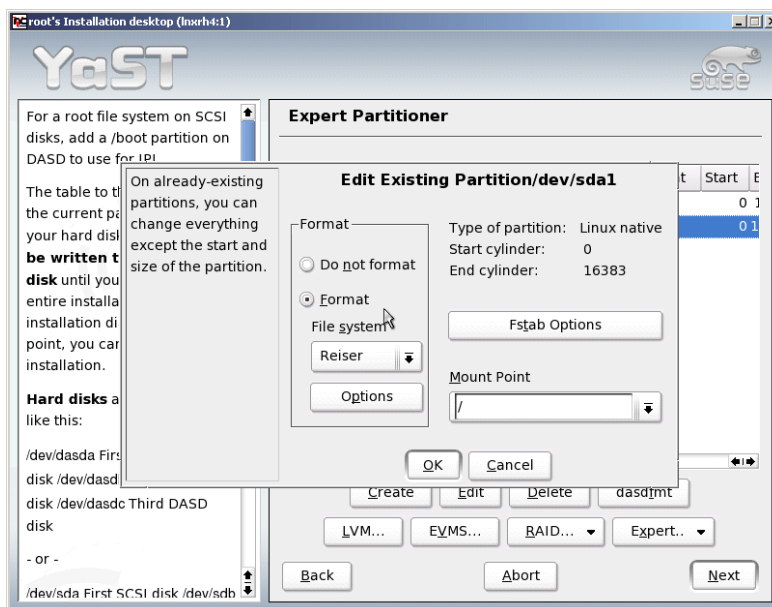 root's Installation desktop (lnxrh4:1)
YaST
suse
For a root file system on SCSI
disks, add a /boot partition on
DASD to use for IPL
The table to t
the current pa
your hard disk
be written t
disk until you
entire installa
installation di
point, you can
installation.
Hard disks a
like this:
/dev/dasda Firs
disk /dev/dasd
disk /dev/dasdc Third DASD
disk
- or -
/dev/sda First SCSI disk /dev/sdb
Expert Partitioner
t Start E
0 1
0 1
On already-existing
partitions, you can
change everything
except the start and
size of the partition.
Edit Existing Partition/dev/sda1
Format
Do not format
Format
File system
Reiser
Options
Type of partition: Linux native
Start cylinder: 0
End cylinder: 16383
Fstab Options
Mount Point
/
OK Cancel
Create Edit Delete dasdfmt
LVM... EVMS... RAID... Expert..
Back Abort Next